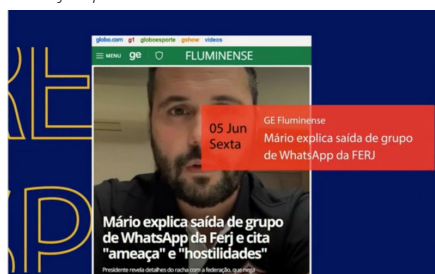 globo.com g1 globoesporte gshow videos
MENU ge FLUMINENSE
05 Jun
Sexta
GE Fluminense
Mário explica saída de grupo
de WhatsApp da FERJ
Mário explica saída de grupo
de WhatsApp da Ferj e cita
"ameaça" e "hostilidades"
Presidente revela detalhes do racha com a federação, que nega